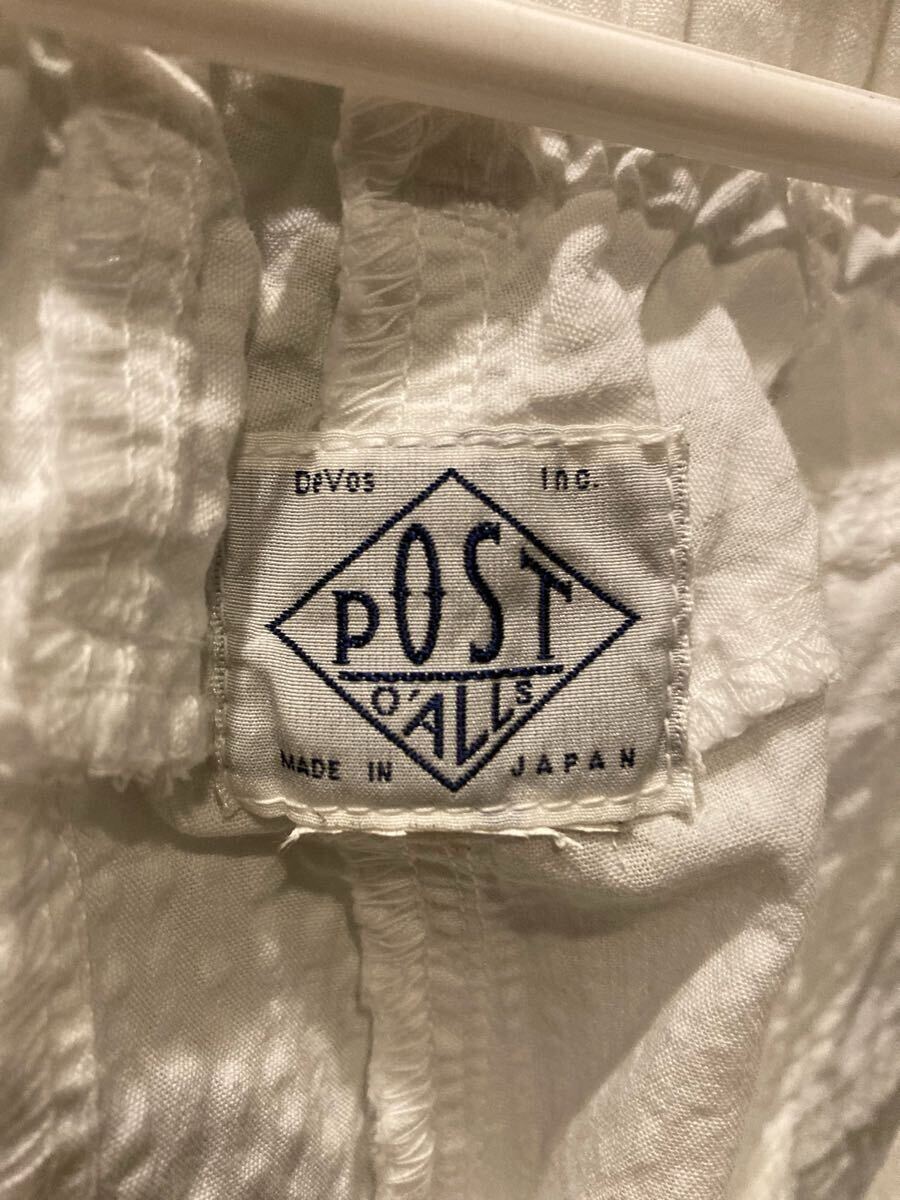 DeVos Inc.
POST
O'ALLS
MADE IN JAPAN